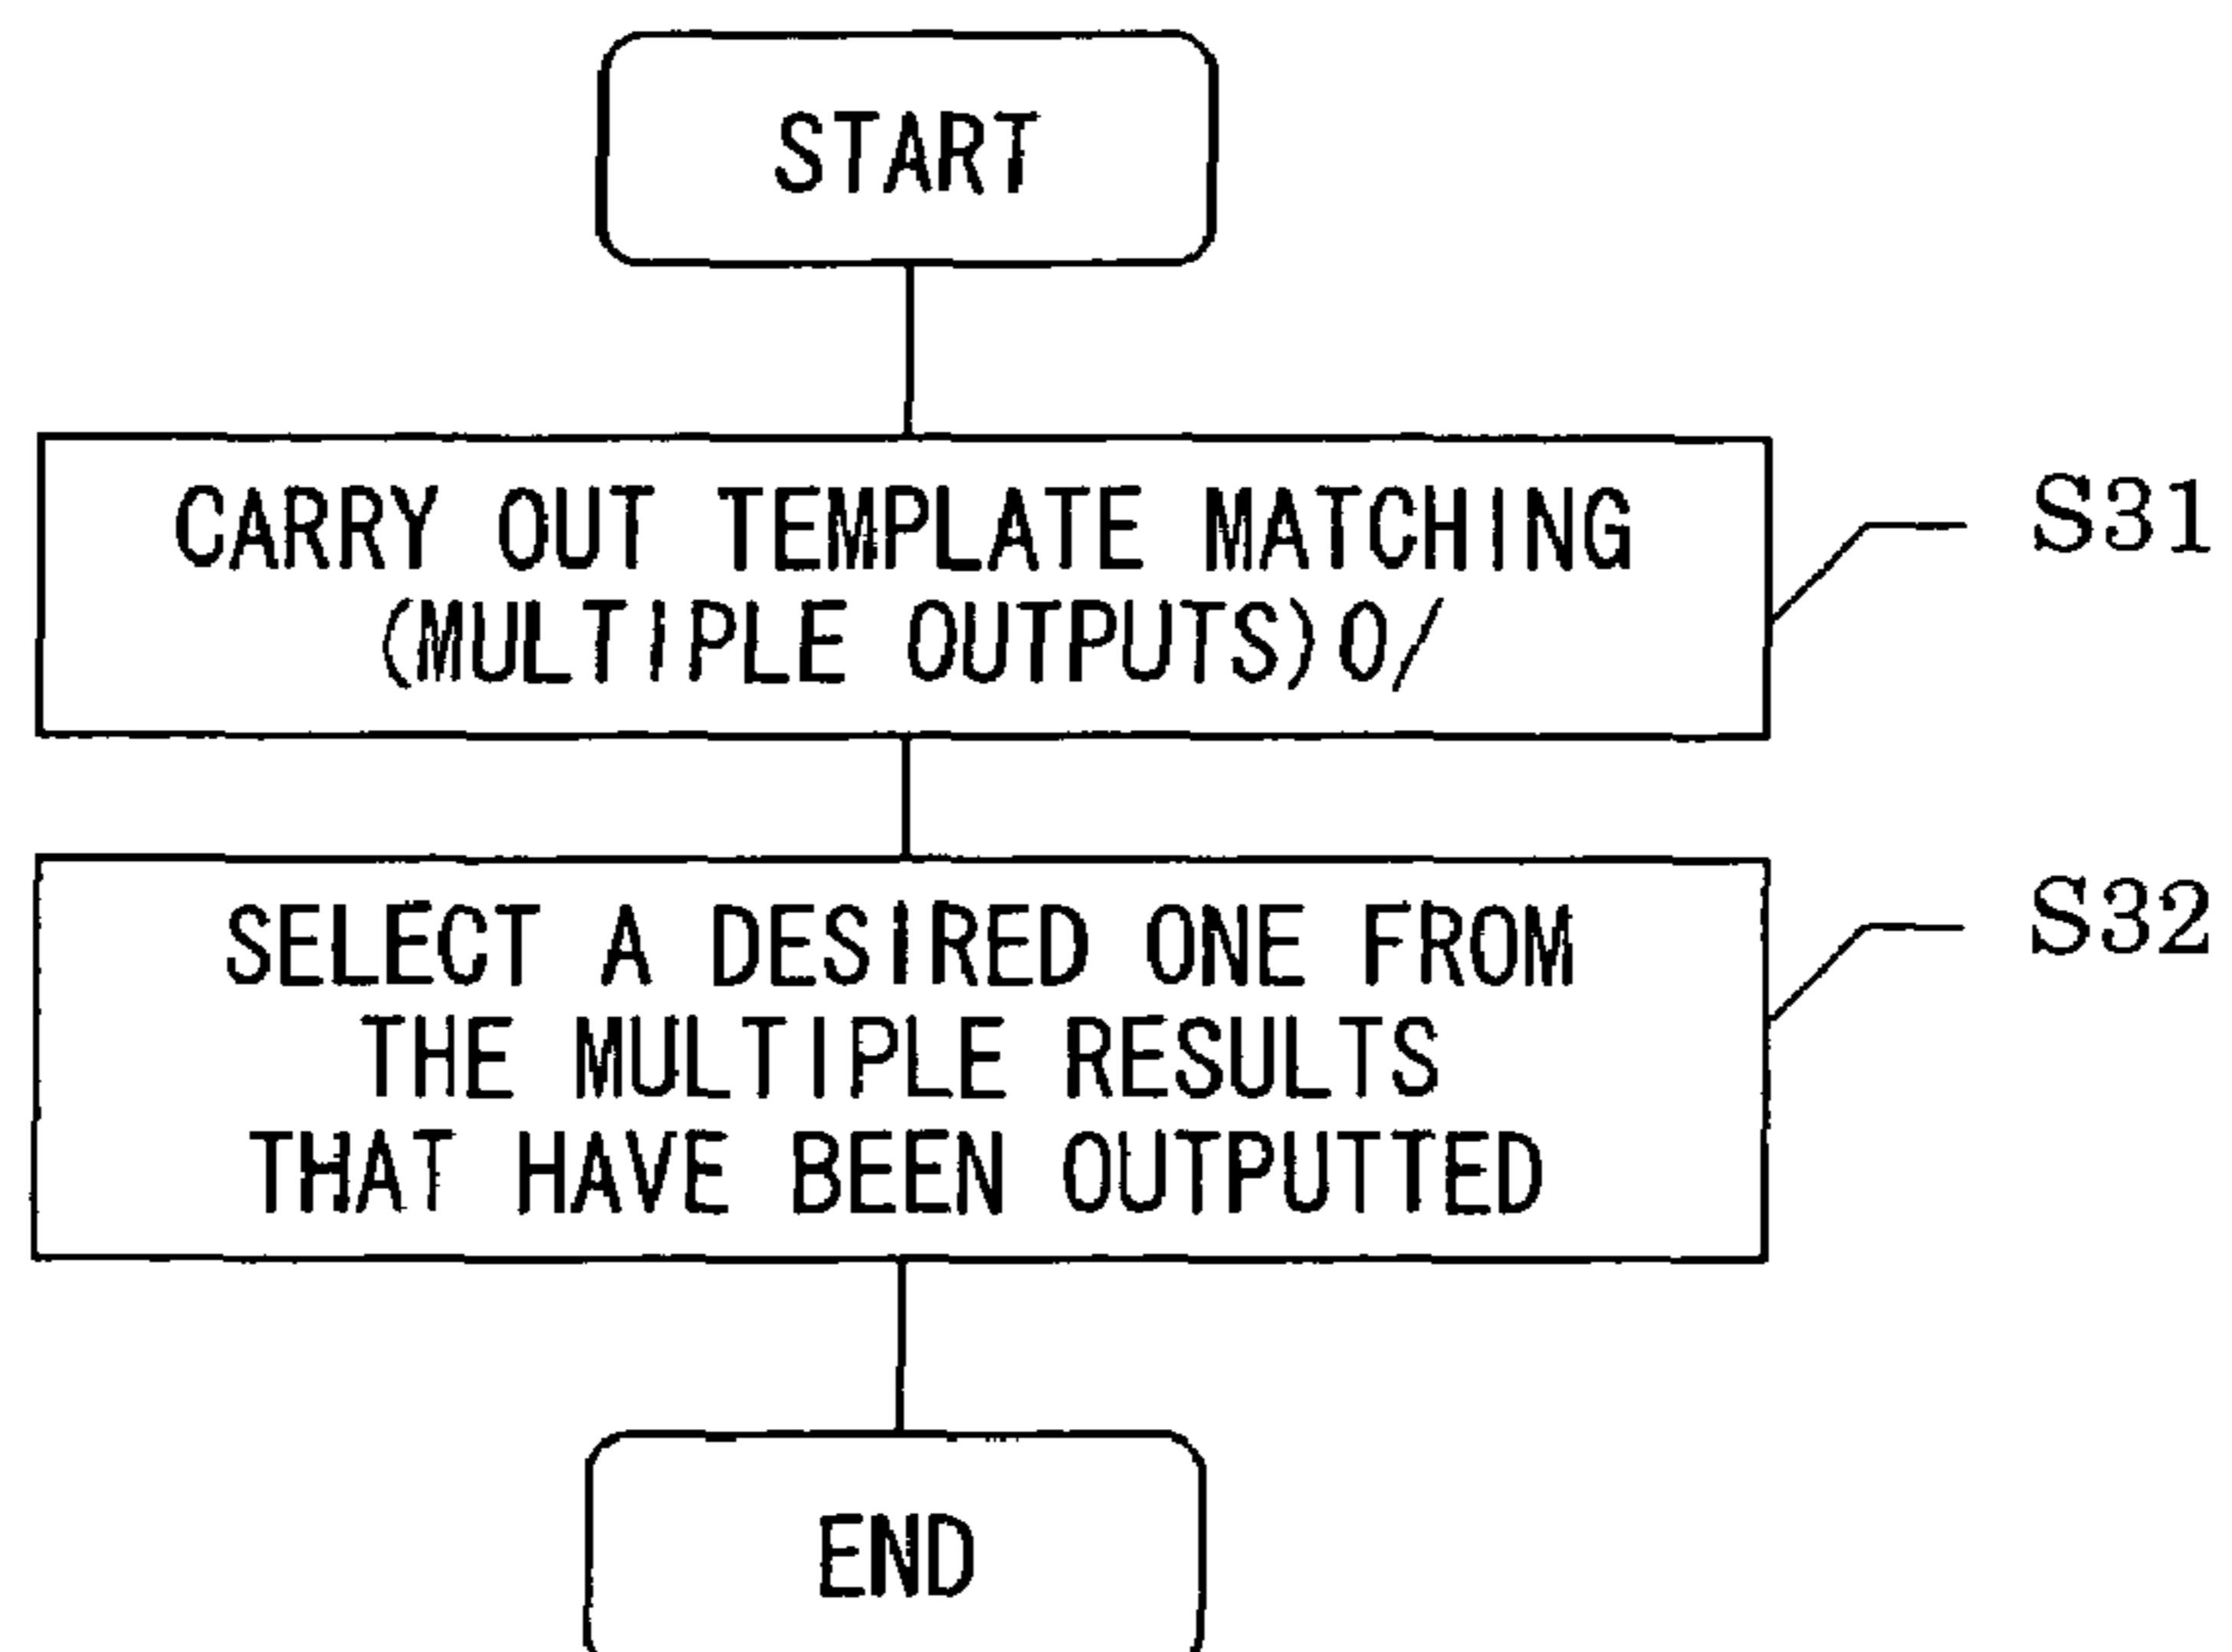 START
CARRY OUT TEMPLATE MATCHING
(MULTIPLE OUTPUTS)O/
S31
SELECT A DESIRED ONE FROM
THE MULTIPLE RESULTS
THAT HAVE BEEN OUTPUTTED
S32
END